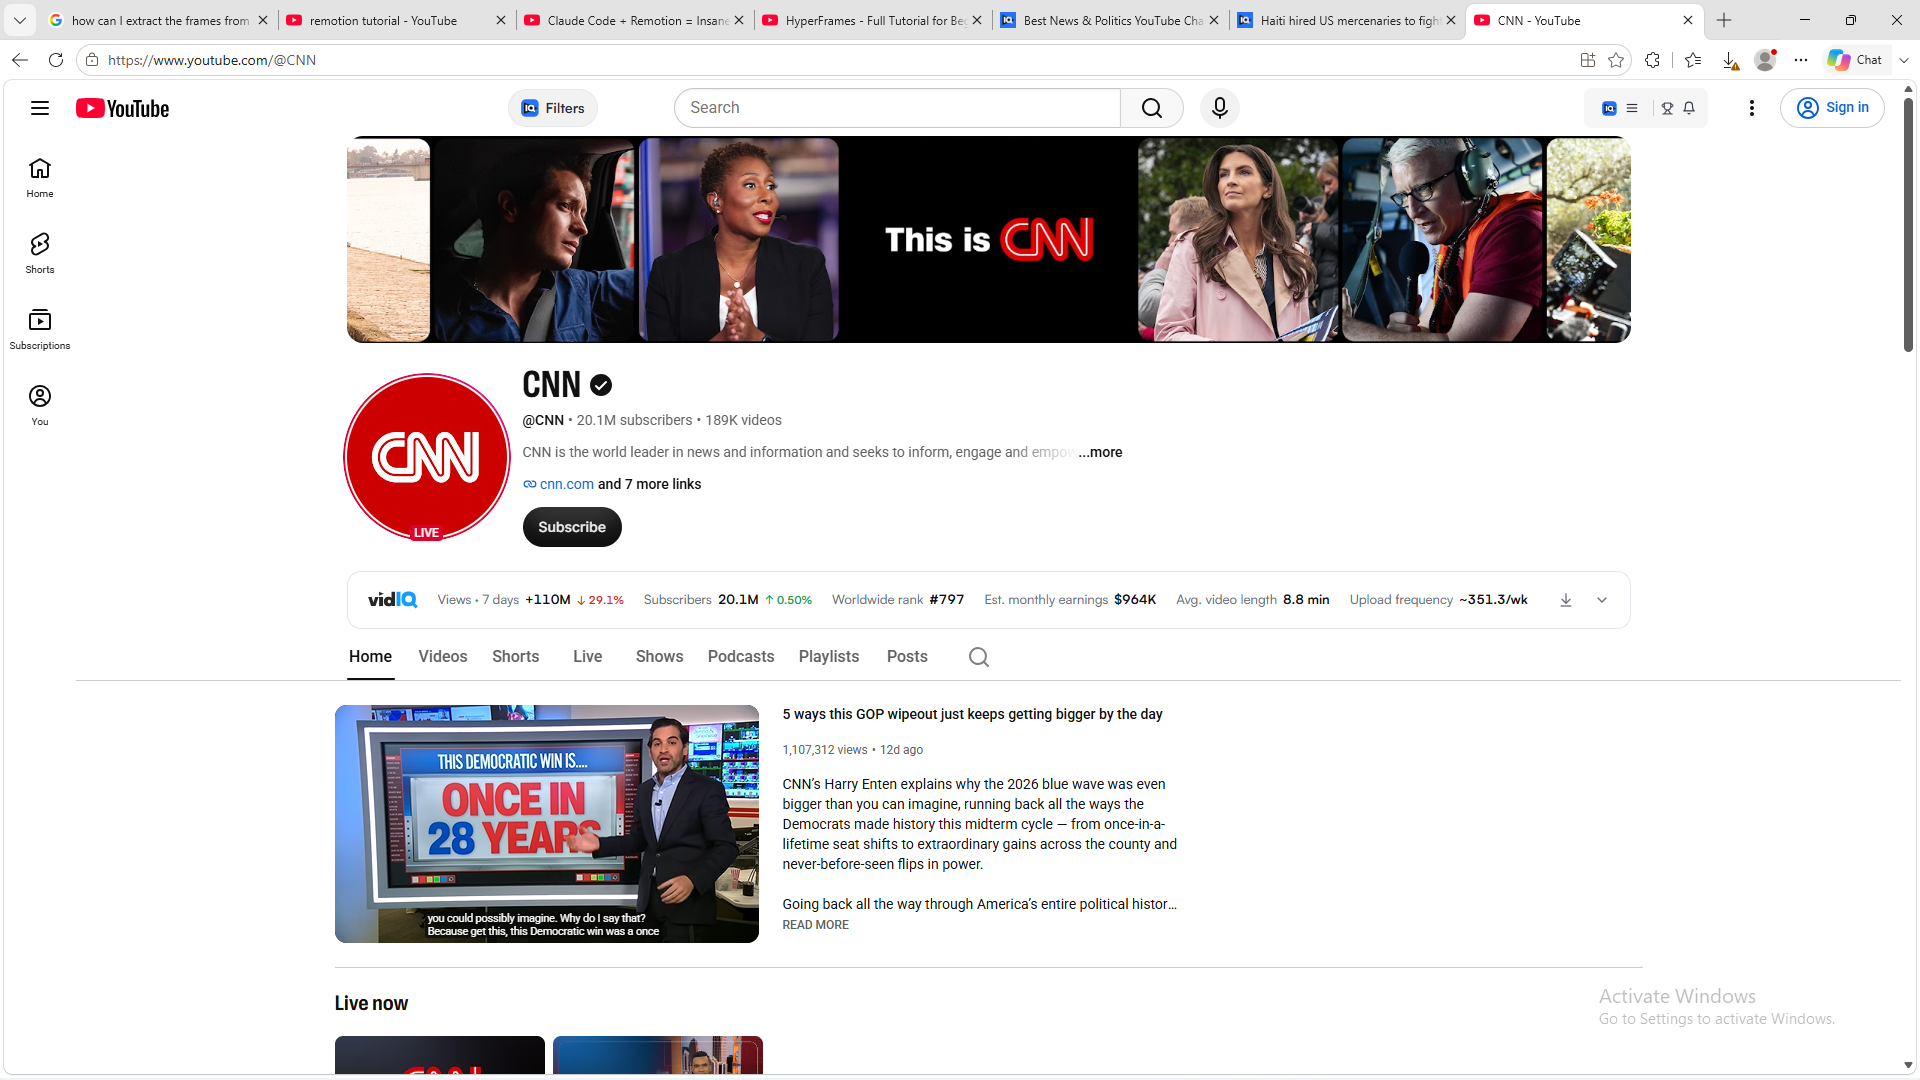 how can I extract the frames from
remotion tutorial - YouTube
Claude Code + Remotion = Insane
HyperFrames - Full Tutorial for Be
Best News & Politics YouTube Cha
Haiti hired US mercenaries to figh
CNN - YouTube
https://www.youtube.com/@CNN
Chat
YouTube
Filters
Search
Sign in
Home
Shorts
Subscriptions
You
This is CNN
CNN
CNN
LIVE
@CNN • 20.1M subscribers • 189K videos
CNN is the world leader in news and information and seeks to inform, engage and empow ...more
cnn.com and 7 more links
Subscribe
vidIQ Views • 7 days +110M ↓ 29.1% Subscribers 20.1M ↑ 0.50% Worldwide rank #797 Est. monthly earnings $964K Avg. video length 8.8 min Upload frequency ~351.3/wk
Home Videos Shorts Live Shows Podcasts Playlists Posts
THIS DEMOCRATIC WIN IS....
ONCE IN
28 YEARS
you could possibly imagine. Why do I say that?
Because get this, this Democratic win was a once
5 ways this GOP wipeout just keeps getting bigger by the day
1,107,312 views • 12d ago
CNN’s Harry Enten explains why the 2026 blue wave was even
bigger than you can imagine, running back all the ways the
Democrats made history this midterm cycle — from once-in-a-
lifetime seat shifts to extraordinary gains across the county and
never-before-seen flips in power.
Going back all the way through America’s entire political histor...
READ MORE
Live now
Activate Windows
Go to Settings to activate Windows.